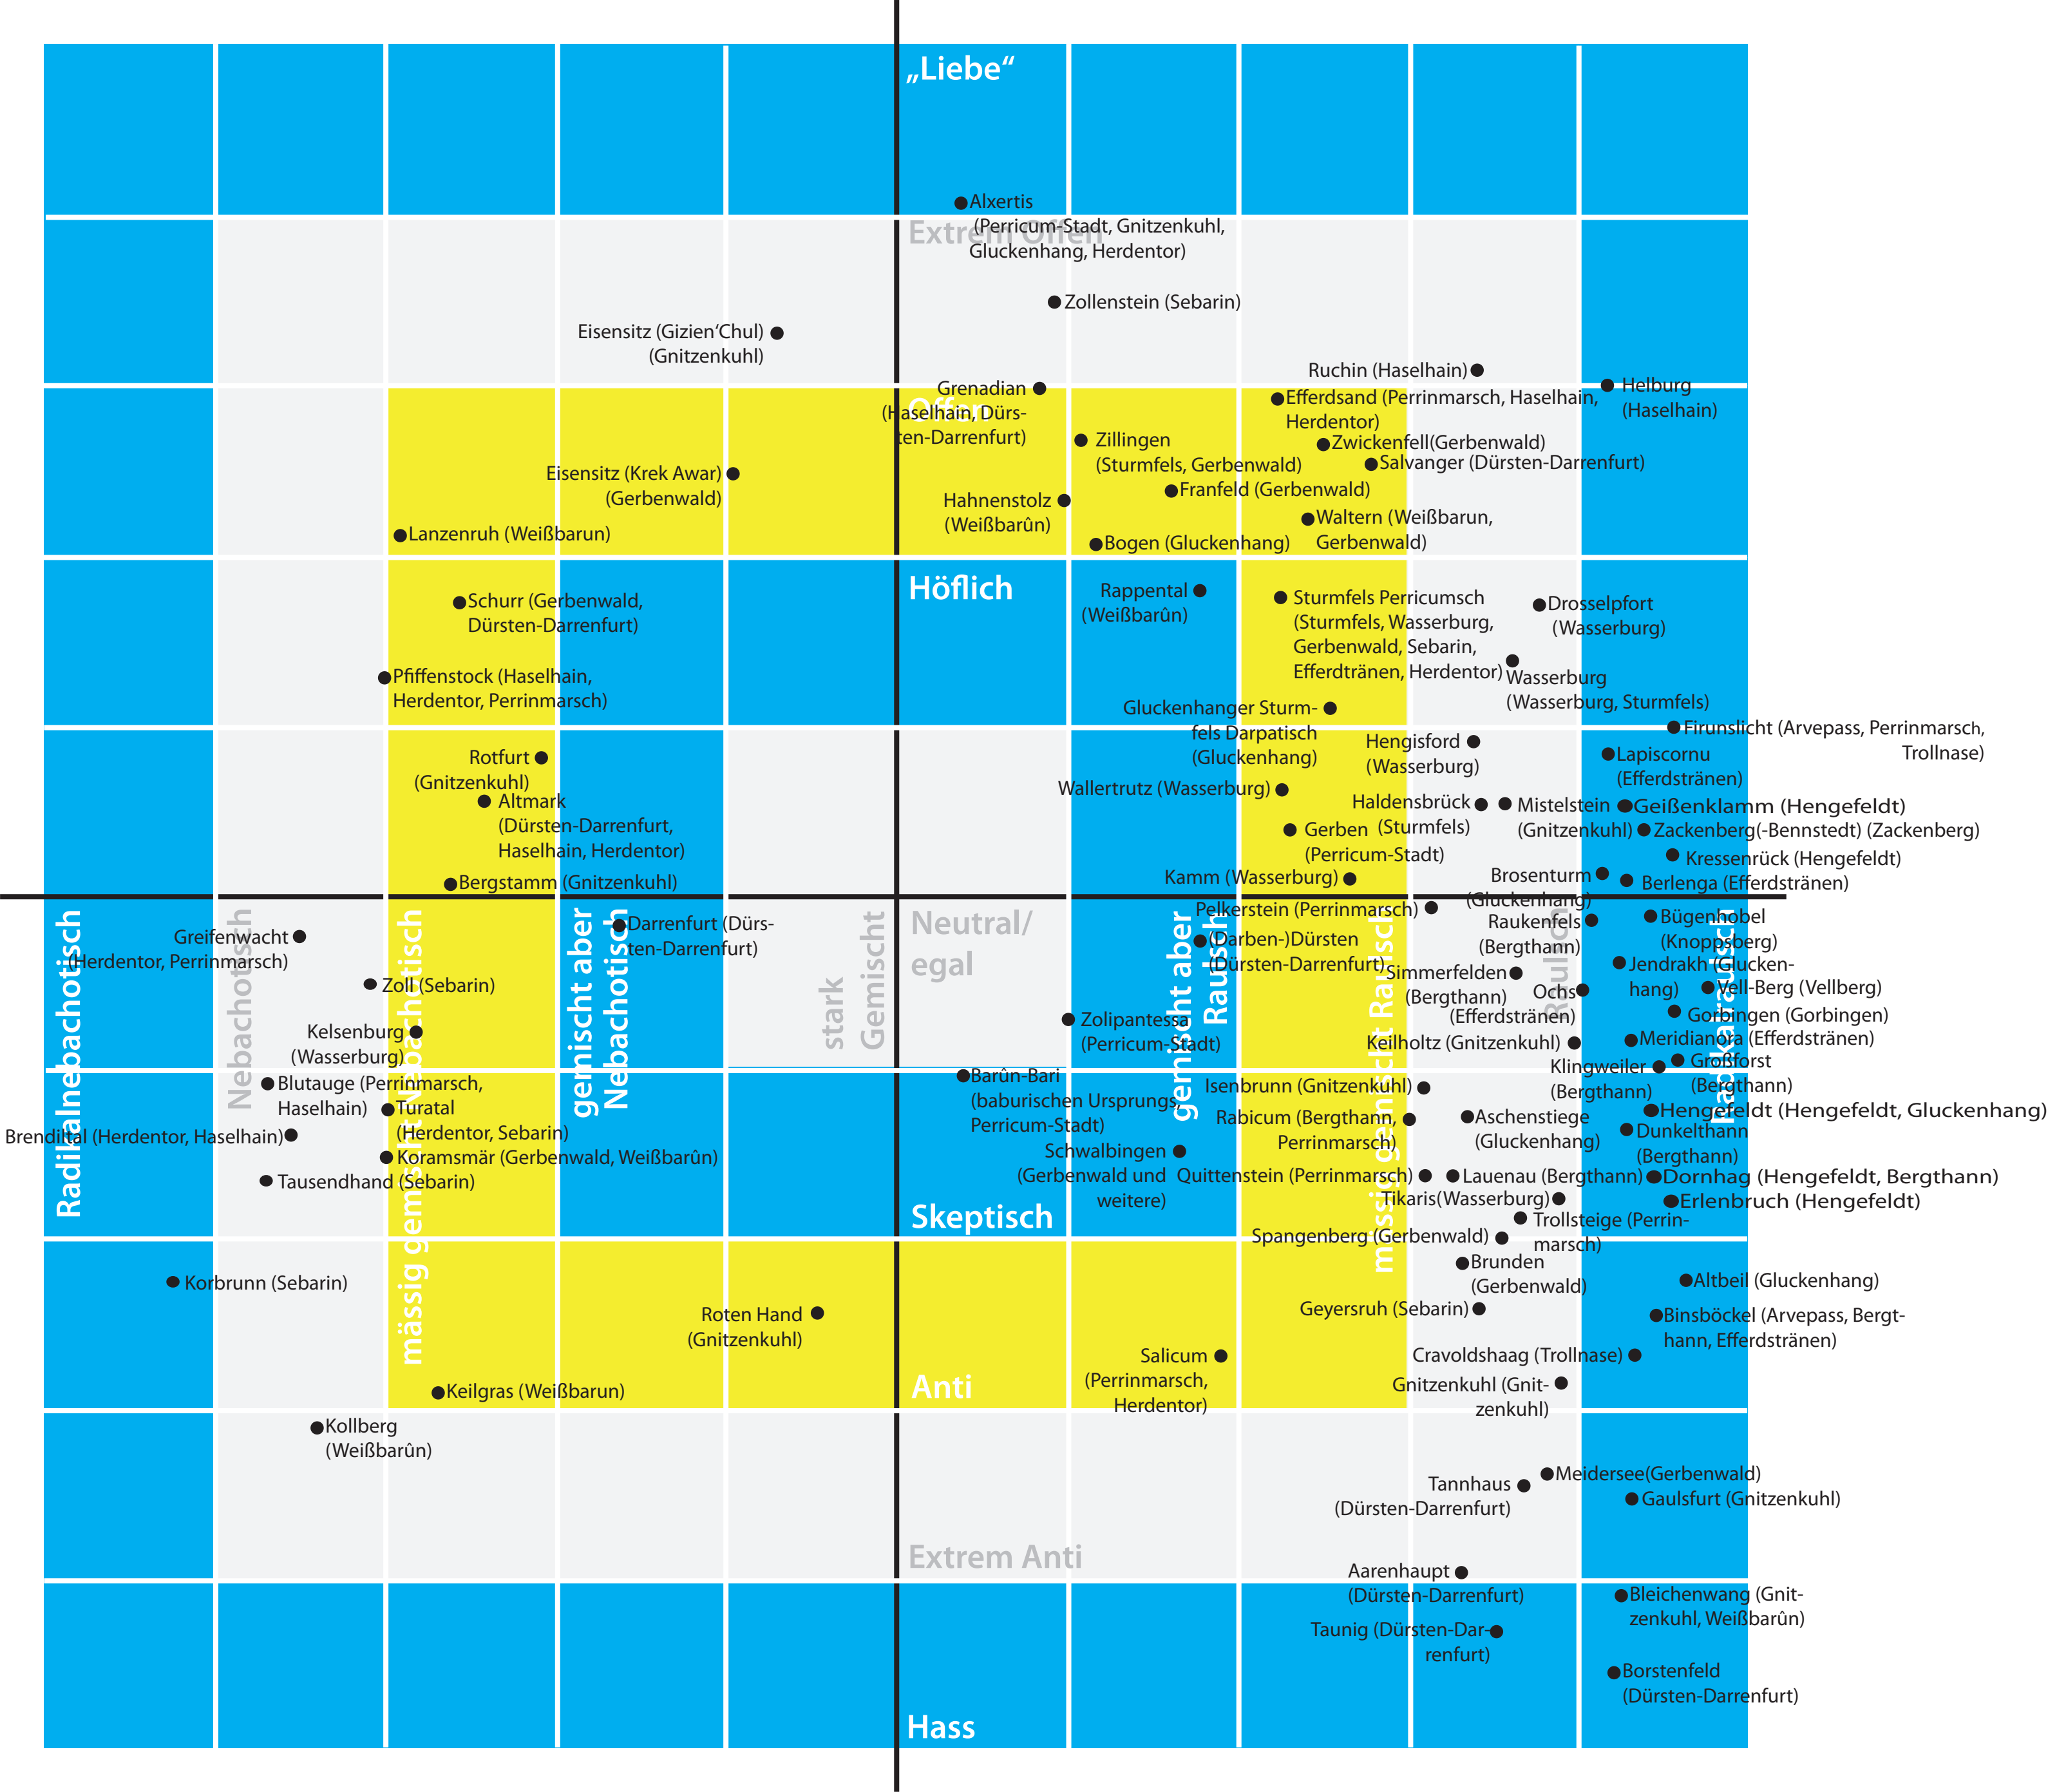 „Liebe“
Alxertis
(Perricum-Stadt, Gnitzenkuhl,
Gluckenhang, Herdentor)
Extrem Offen
Zollenstein (Sebarin)
Eisensitz (Gizien‘Chul)
(Gnitzenkuhl)
Ruchin (Haselhain)
Helburg
(Haselhain)
Grenadian
(Haselhain, Dürs-
ten-Darrenfurt)
Offen
Efferdsand (Perrinmarsch, Haselhain,
Herdentor)
Zillingen
(Sturmfels, Gerbenwald)
Zwickenfell(Gerbenwald)
Salvanger (Dürsten-Darrenfurt)
Eisensitz (Krek Awar)
(Gerbenwald)
Franfeld (Gerbenwald)
Hahnenstolz
(Weißbarûn)
Waltern (Weißbarun,
Gerbenwald)
Lanzenruh (Weißbarun)
Bogen (Gluckenhang)
Höflich
Rappental
(Weißbarûn)
Sturmfels Perricumsch
(Sturmfels, Wasserburg,
Gerbenwald, Sebarin,
Efferdtränen, Herdentor)
Drosselpfort
(Wasserburg)
Schurr (Gerbenwald,
Dürsten-Darrenfurt)
Pfiffenstock (Haselhain,
Herdentor, Perrinmarsch)
Wasserburg
(Wasserburg, Sturmfels)
Gluckenhanger Sturm-
fels Darpatisch
(Gluckenhang)
Firunslicht (Arvepass, Perrinmarsch,
Trollnase)
Hengisford
(Wasserburg)
Lapiscornu
(Efferdstränen)
Rotfurt
(Gnitzenkuhl)
Wallertrutz (Wasserburg)
Altmark
(Dürsten-Darrenfurt,
Haselhain, Herdentor)
Haldensbrück
(Sturmfels)
Mistelstein
(Gnitzenkuhl)
Geißenklamm (Hengefeldt)
Zackenberg(-Bennstedt) (Zackenberg)
Gerben
(Perricum-Stadt)
Kressenrück (Hengefeldt)
Kamm (Wasserburg)
Brosenturm
(Gluckenhang)
Berlenga (Efferdstränen)
Bergstamm (Gnitzenkuhl)
Radikalnebachotisch
Nebachotisch
mässig gemischt Nebachotisch
gemischt aber
Nebachotisch
stark
Gemischt
Neutral/
egal
gemischt aber
Raulsch
mässig gemischt Raulsch
Raulsch
Radikalraulsch
Pelkerstein (Perrinmarsch)
Raukenfels
(Bergthann)
Bügenhobel
(Knoppsberg)
Greifenwacht
(Herdentor, Perrinmarsch)
Darrenfurt (Dürs-
ten-Darrenfurt)
(Darben-)Dürsten
(Dürsten-Darrenfurt)
Jendrakh (Glucken-
hang)
Simmerfelden
(Bergthann)
Zoll (Sebarin)
Ochs
(Efferdstränen)
Vell-Berg (Vellberg)
Gorbingen (Gorbingen)
Kelsenburg
(Wasserburg)
Zolipantessa
(Perricum-Stadt)
Keilholtz (Gnitzenkuhl)
Meridianora (Efferdstränen)
Klingweiler
(Bergthann)
Großforst
(Bergthann)
Blutauge (Perrinmarsch,
Haselhain)
Barûn-Bari
(baburischen Ursprungs,
Perricum-Stadt)
Isenbrunn (Gnitzenkuhl)
Turatal
(Herdentor, Sebarin)
Rabicum (Bergthann,
Perrinmarsch)
Aschenstiege
(Gluckenhang)
Hengefeldt (Hengefeldt, Gluckenhang)
Dunkelthann
(Bergthann)
Brendiltal (Herdentor, Haselhain)
Koramsmär (Gerbenwald, Weißbarûn)
Schwalbingen
(Gerbenwald und
weitere)
Quittenstein (Perrinmarsch)
Lauenau (Bergthann)
Dornhag (Hengefeldt, Bergthann)
Tausendhand (Sebarin)
Tikaris(Wasserburg)
Erlenbruch (Hengefeldt)
Skeptisch
Trollsteige (Perrin-
marsch)
Spangenberg (Gerbenwald)
Brunden
(Gerbenwald)
Korbrunn (Sebarin)
Altbeil (Gluckenhang)
Roten Hand
(Gnitzenkuhl)
Geyersruh (Sebarin)
Binsböckel (Arvepass, Bergt-
hann, Efferdstränen)
Salicum
(Perrinmarsch,
Herdentor)
Cravoldshaag (Trollnase)
Anti
Gnitzenkuhl (Gnit-
zenkuhl)
Keilgras (Weißbarun)
Kollberg
(Weißbarûn)
Meidersee(Gerbenwald)
Tannhaus
(Dürsten-Darrenfurt)
Gaulsfurt (Gnitzenkuhl)
Extrem Anti
Aarenhaupt
(Dürsten-Darrenfurt)
Bleichenwang (Gnit-
zenkuhl, Weißbarûn)
Taunig (Dürsten-Dar-
renfurt)
Borstenfeld
(Dürsten-Darrenfurt)
Hass